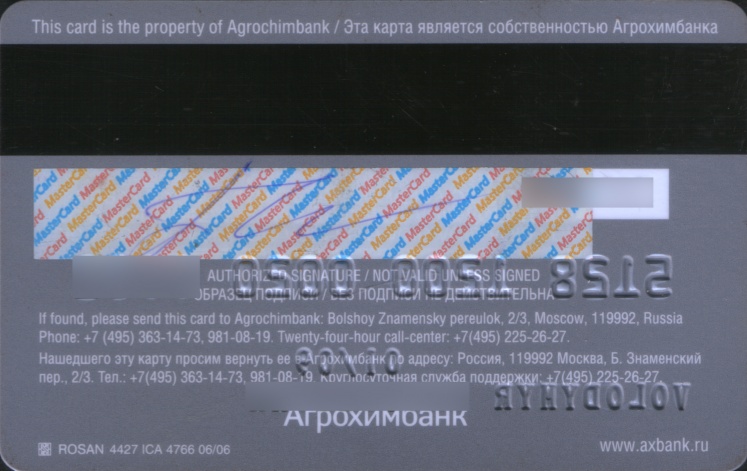 This card is the property of Agrochimbank / Эта карта является собственностью Агрохимбанка
AUTHORIZED SIGNATURE / NOT VALID UNLESS SIGNED
ОБРАЗЕЦ ПОДПИСИ / БЕЗ ПОДПИСИ НЕДЕЙСТВИТЕЛЬНА
If found, please send this card to Agrochimbank: Bolshoy Znamensky pereulok, 2/3, Moscow, 119992, Russia
Phone: +7 (495) 363-14-73, 981-08-19. Twenty-four-hour call-center: +7(495) 225-26-27.
Нашедшего эту карту просим вернуть ее в Агрохимбанк по адресу: Россия, 119992 Москва, Б. Знаменский
пер., 2/3. Тел.: +7(495) 363-14-73, 981-08-19. Круглосуточная служба поддержки: +7(495) 225-26-27
VOLODYMYR
Агрохимбанк
ROSAN 4427 ICA 4766 06/06
www.axbank.ru